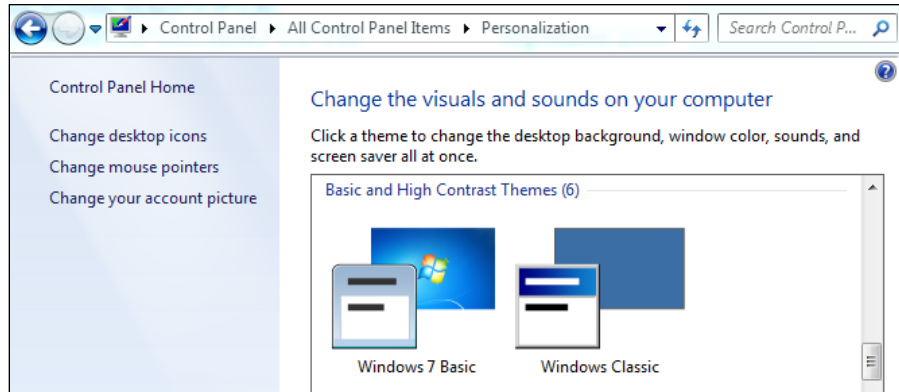 Control Panel ▸ All Control Panel Items ▸ Personalization
Search Control P...
Control Panel Home
Change desktop icons
Change mouse pointers
Change your account picture
Change the visuals and sounds on your computer
Click a theme to change the desktop background, window color, sounds, and
screen saver all at once.
Basic and High Contrast Themes (6)
Windows 7 Basic
Windows Classic